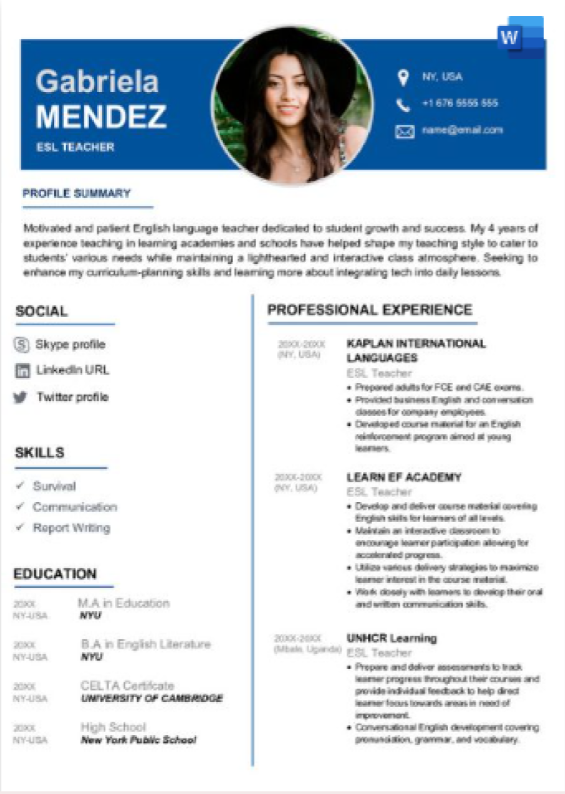 W
Gabriela
MENDEZ
ESL TEACHER
NY, USA
+1 676 5555 555
name@email.com
PROFILE SUMMARY
Motivated and patient English language teacher dedicated to student growth and success. My 4 years of
experience teaching in learning academies and schools have helped shape my teaching style to cater to
students' various needs while maintaining a lighthearted and interactive class atmosphere. Seeking to
enhance my curriculum-planning skills and learning more about integrating tech into daily lessons.
SOCIAL
Skype profile
LinkedIn URL
Twitter profile
SKILLS
✓ Survival
✓ Communication
✓ Report Writing
EDUCATION
20XX
NY-USA
M.A in Education
NYU
20XX
NY-USA
B.A in English Literature
NYU
20XX
NY-USA
CELTA Certifcate
UNIVERSITY OF CAMBRIDGE
20XX
NY-USA
High School
New York Public School
PROFESSIONAL EXPERIENCE
20XX-20XX
(NY, USA)
KAPLAN INTERNATIONAL
LANGUAGES
ESL Teacher
• Prepared adults for FCE and CAE exams.
• Provided business English and conversation
classes for company employees.
• Developed course material for an English
reinforcement program aimed at young
learners.
20XX-20XX
(NY, USA)
LEARN EF ACADEMY
ESL Teacher
• Develop and deliver course material covering
English skills for learners of all levels.
• Maintain an interactive classroom to
encourage learner participation allowing for
accelerated progress.
• Utilize various delivery strategies to maximize
learner interest in the course material.
• Work closely with learners to develop their oral
and written communication skills.
20XX-20XX
(Mbale, Uganda)
UNHCR Learning
ESL Teacher
• Prepare and deliver assessments to track
learner progress throughout their courses and
provide individual feedback to help direct
learner focus towards areas in need of
improvement.
• Conversational English development covering
pronunciation, grammar, and vocabulary.